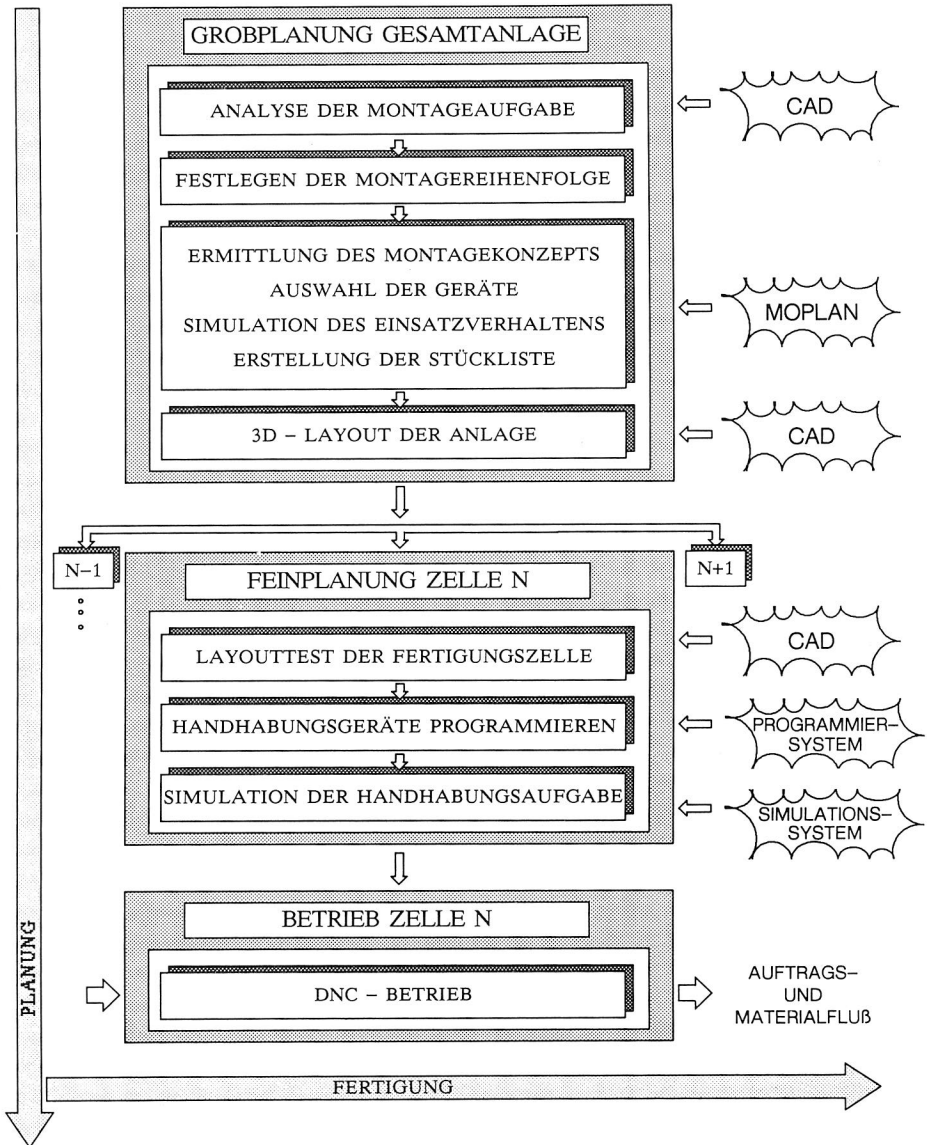 GROBPLANUNG GESAMTANLAGE
ANALYSE DER MONTAGEAUFGABE
CAD
FESTLEGEN DER MONTAGEREIHENFOLGE
ERMITTLUNG DES MONTAGEKONZEPTS
AUSWAHL DER GERÄTE
SIMULATION DES EINSATZVERHALTENS
ERSTELLUNG DER STÜCKLISTE
MOPLAN
3D – LAYOUT DER ANLAGE
CAD
N–1
FEINPLANUNG ZELLE N
N+1
LAYOUTTEST DER FERTIGUNGSZELLE
CAD
HANDHABUNGSGERÄTE PROGRAMMIEREN
PROGRAMMIER–
SYSTEM
SIMULATION DER HANDHABUNGSAUFGABE
SIMULATIONS–
SYSTEM
BETRIEB ZELLE N
DNC – BETRIEB
AUFTRAGS–
UND
MATERIALFLUß
PLANUNG
FERTIGUNG